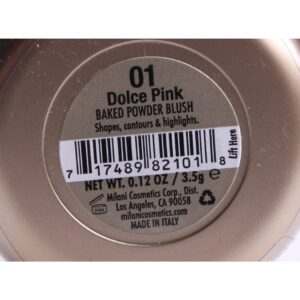 01
Dolce Pink
BAKED POWDER BLUSH
Shapes, contours & highlights.
Lift Here
7 17489 82101 8
NET WT. 0.12 OZ / 3.5g e
Milani Cosmetics Corp., Dist.
Los Angeles, CA 90058
milanicosmetics.com
MADE IN ITALY